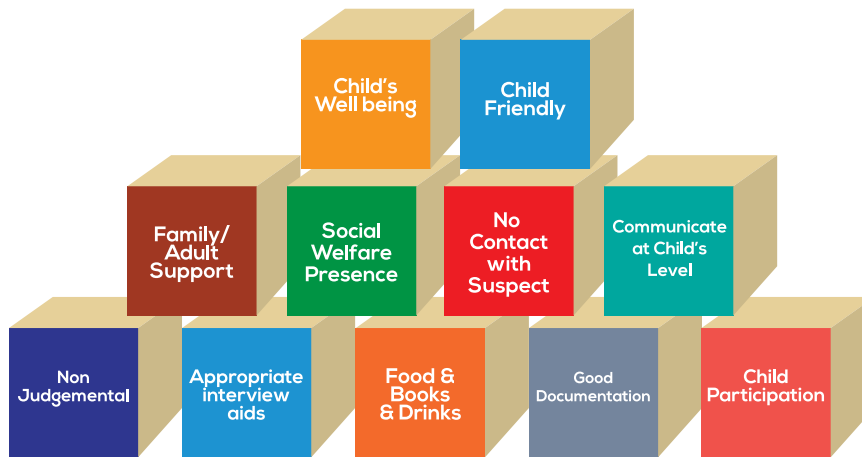 Child's
Well being
Child
Friendly
Family/
Adult
Support
Social
Welfare
Presence
No
Contact
with
Suspect
Communicate
at Child's
Level
Non
Judgemental
Appropriate
interview
aids
Food &
Books
& Drinks
Good
Documentation
Child
Participation